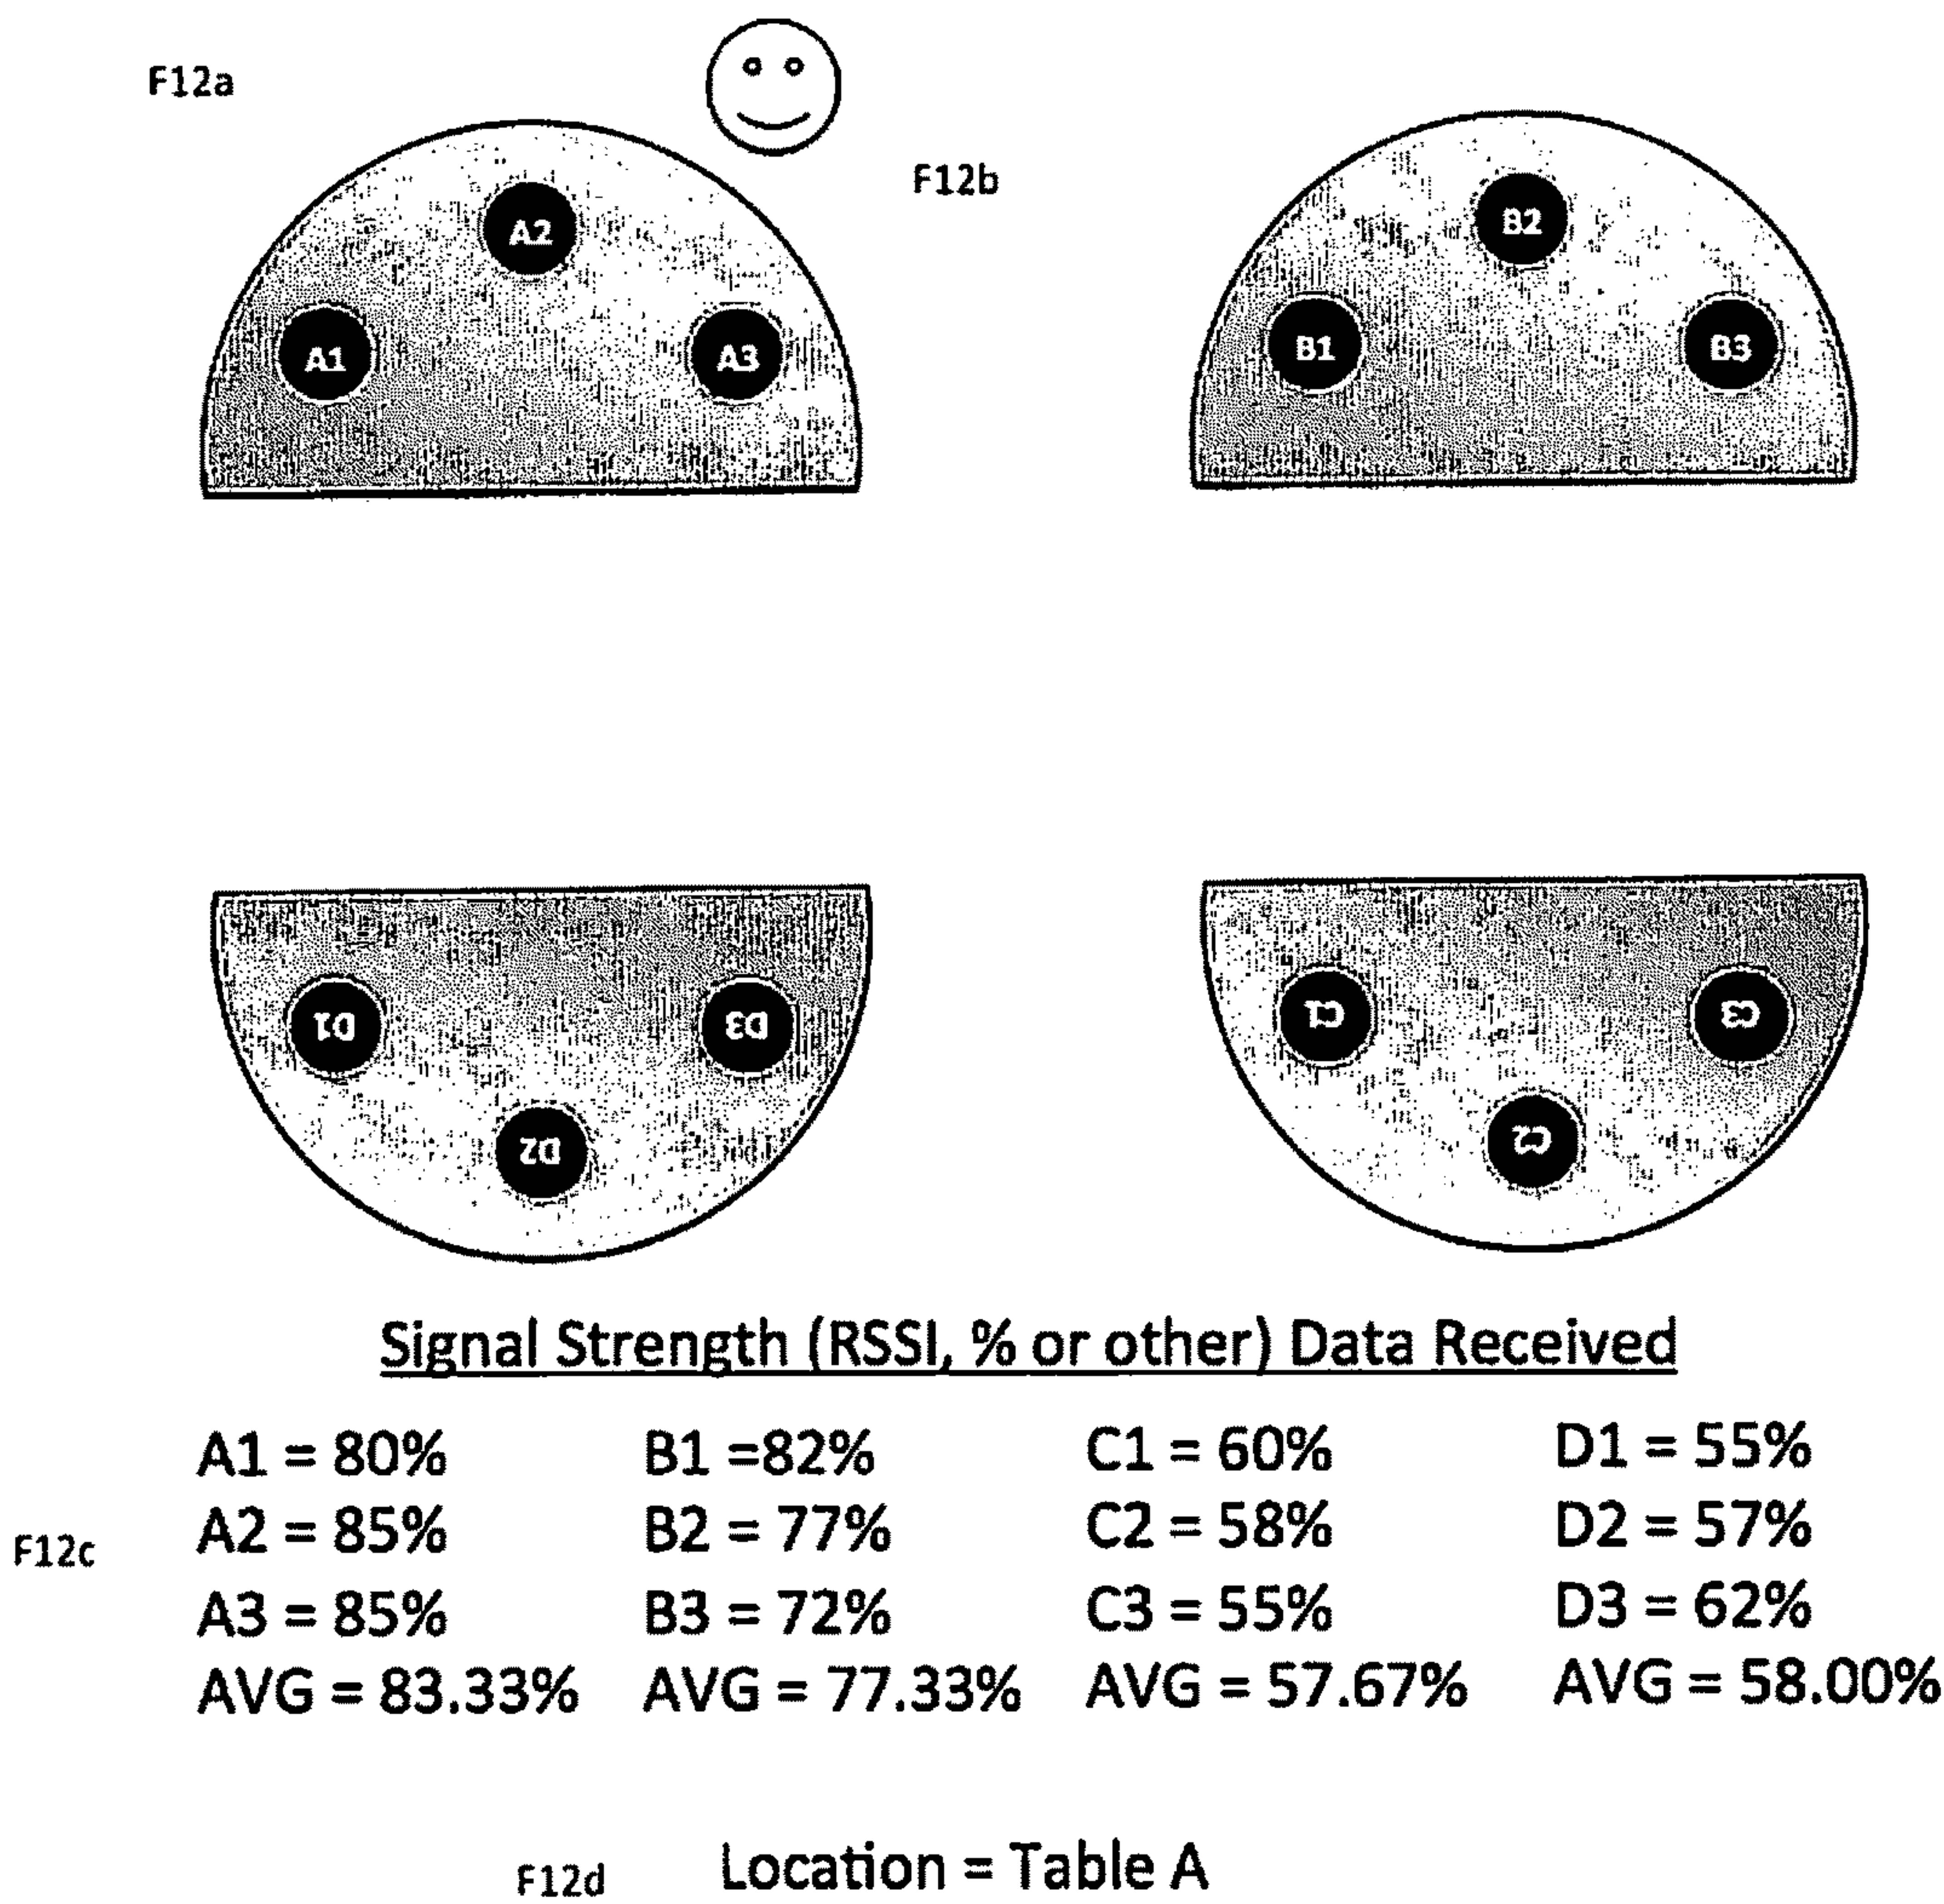 F12a
F12b
A2
B2
A1
A3
B1
B3
D1
D3
C1
C3
D2
C2
Signal Strength (RSSI, % or other) Data Received
A1 = 80% B1 =82% C1 = 60% D1 = 55%
A2 = 85% B2 = 77% C2 = 58% D2 = 57%
F12c
A3 = 85% B3 = 72% C3 = 55% D3 = 62%
AVG = 83.33% AVG = 77.33% AVG = 57.67% AVG = 58.00%
F12d Location = Table A